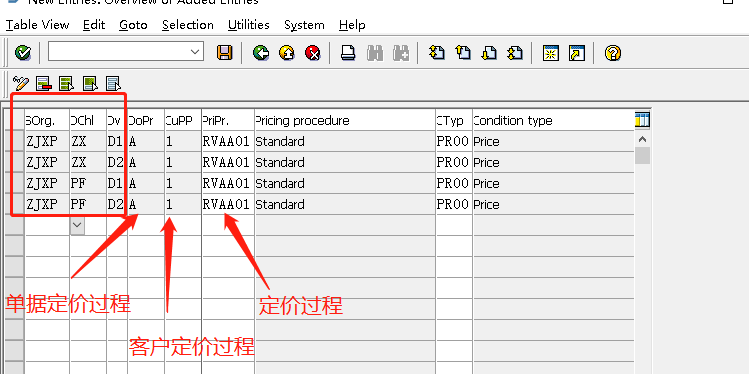 New Entries: Overview of Added Entries
Table View Edit Goto Selection Utilities System Help
SOrg. DChl Dv DoPr CuPP PriPr. Pricing procedure CTyp Condition type
ZJXP ZX D1 A 1 RVAA01 Standard PR00 Price
ZJXP ZX D2 A 1 RVAA01 Standard PR00 Price
ZJXP PF D1 A 1 RVAA01 Standard PR00 Price
ZJXP PF D2 A 1 RVAA01 Standard PR00 Price
单据定价过程
定价过程
客户定价过程